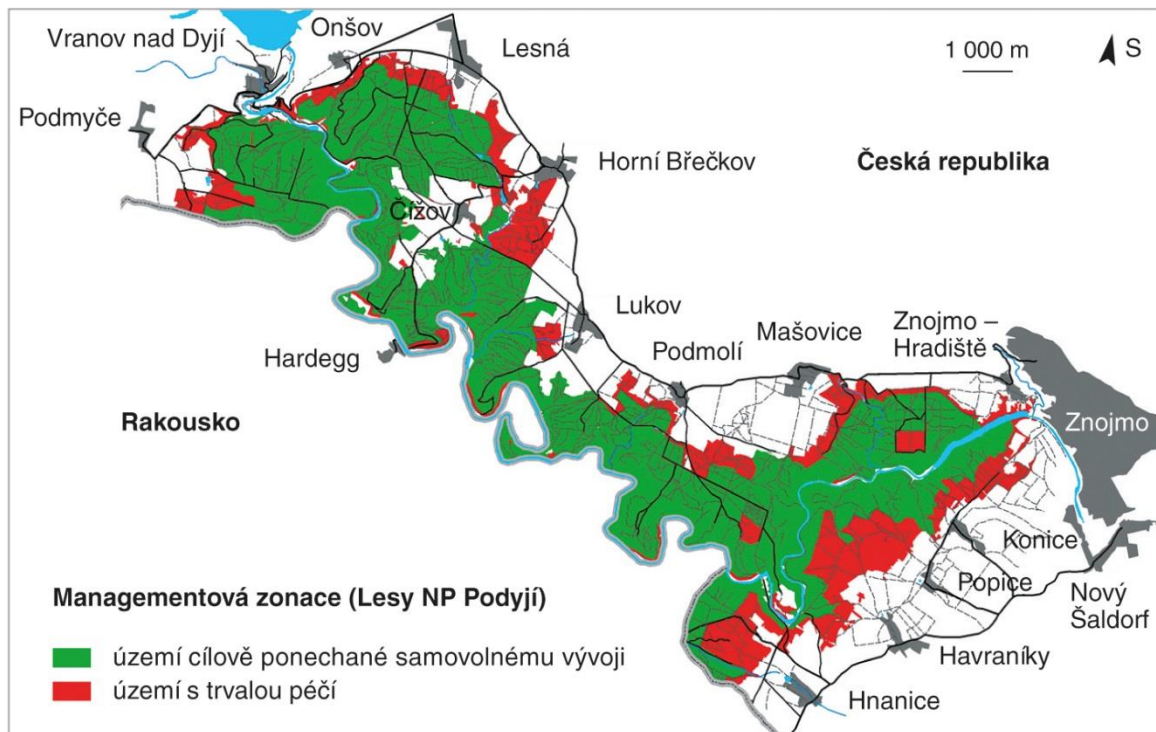 Onšov
Vranov nad Dyjí
Lesná
1 000 m
S
Podmyče
Horní Břečkov
Česká republika
Čížov
Lukov
Hardegg
Podmolí
Mašovice
Znojmo –
Hradiště
Rakousko
Znojmo
Konice
Popice
Nový
Šaldorf
Havraníky
Hnanice
Managementová zonace (Lesy NP Podyjí)
území cílově ponechané samovolnému vývoji
území s trvalou péčí